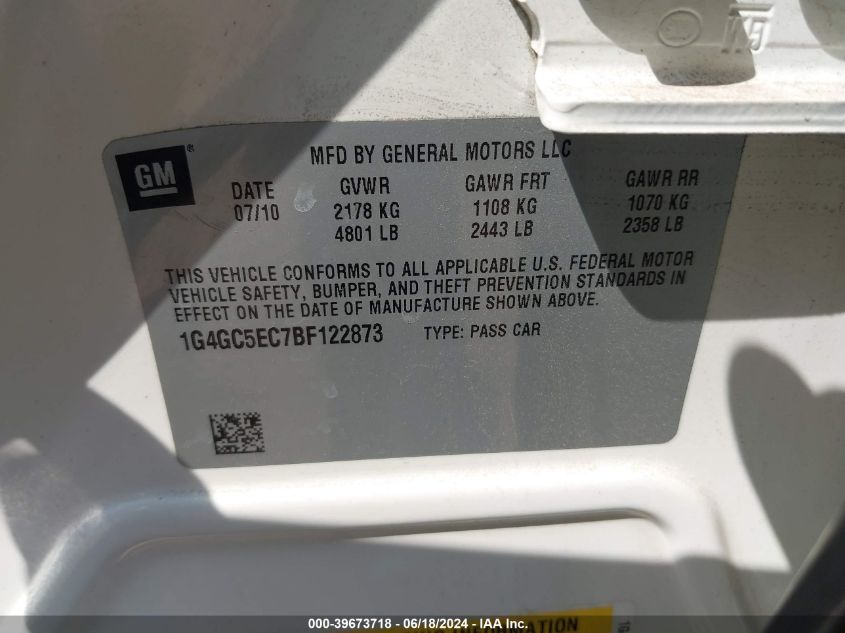 GM ®
MFD BY GENERAL MOTORS LLC
DATE GVWR GAWR FRT GAWR RR
07/10 2178 KG 1108 KG 1070 KG
4801 LB 2443 LB 2358 LB
THIS VEHICLE CONFORMS TO ALL APPLICABLE U.S. FEDERAL MOTOR
VEHICLE SAFETY, BUMPER, AND THEFT PREVENTION STANDARDS IN
EFFECT ON THE DATE OF MANUFACTURE SHOWN ABOVE.
1G4GC5EC7BF122873 TYPE: PASS CAR
000-39673718 - 06/18/2024 - IAA Inc.